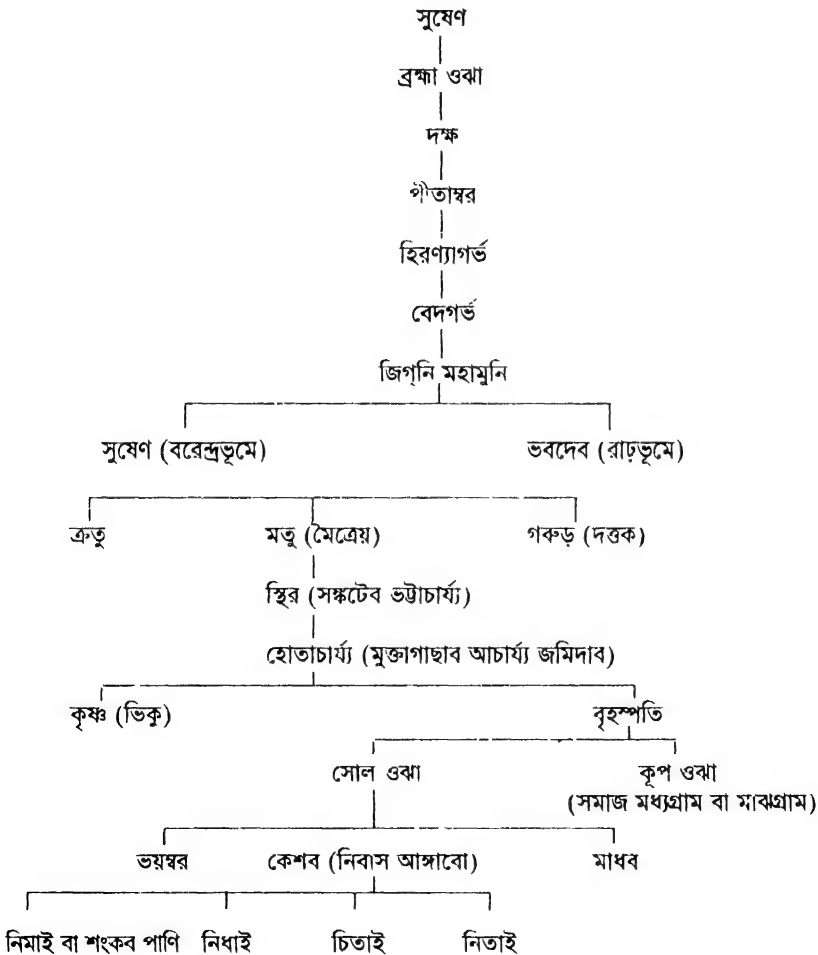 সুষেণ
ব্রহ্মা ওঝা
দক্ষ
পীতাম্বর
হিরণ্যাগর্ভ
বেদগর্ভ
জিগ্নি মহামুনি
সুষেণ (বরেন্দ্রভূমে) ভবদেব (রাঢ়ভূমে)
ক্রতু মতু (মৈত্রেয়) গকড় (দত্তক)
স্থির (সঙ্কটেব ভট্টাচার্য্য)
হোতাচার্য্য (মুক্তাগাছাব আচার্য্য জমিদাব)
কৃষ্ণ (ভিকু) বৃহস্পতি
সোল ওঝা কূপ ওঝা
(সমাজ মধ্যগ্রাম বা মাঝগ্রাম)
ভয়ম্বর কেশব (নিবাস আঙ্গাবো) মাধব
নিমাই বা শংকব পাণি নিধাই চিতাই নিতাই